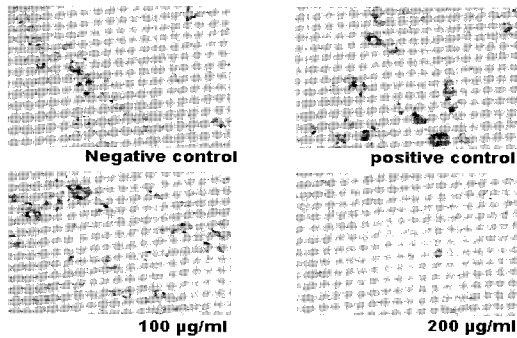 Negative control
positive control
100 µg/ml
200 µg/ml